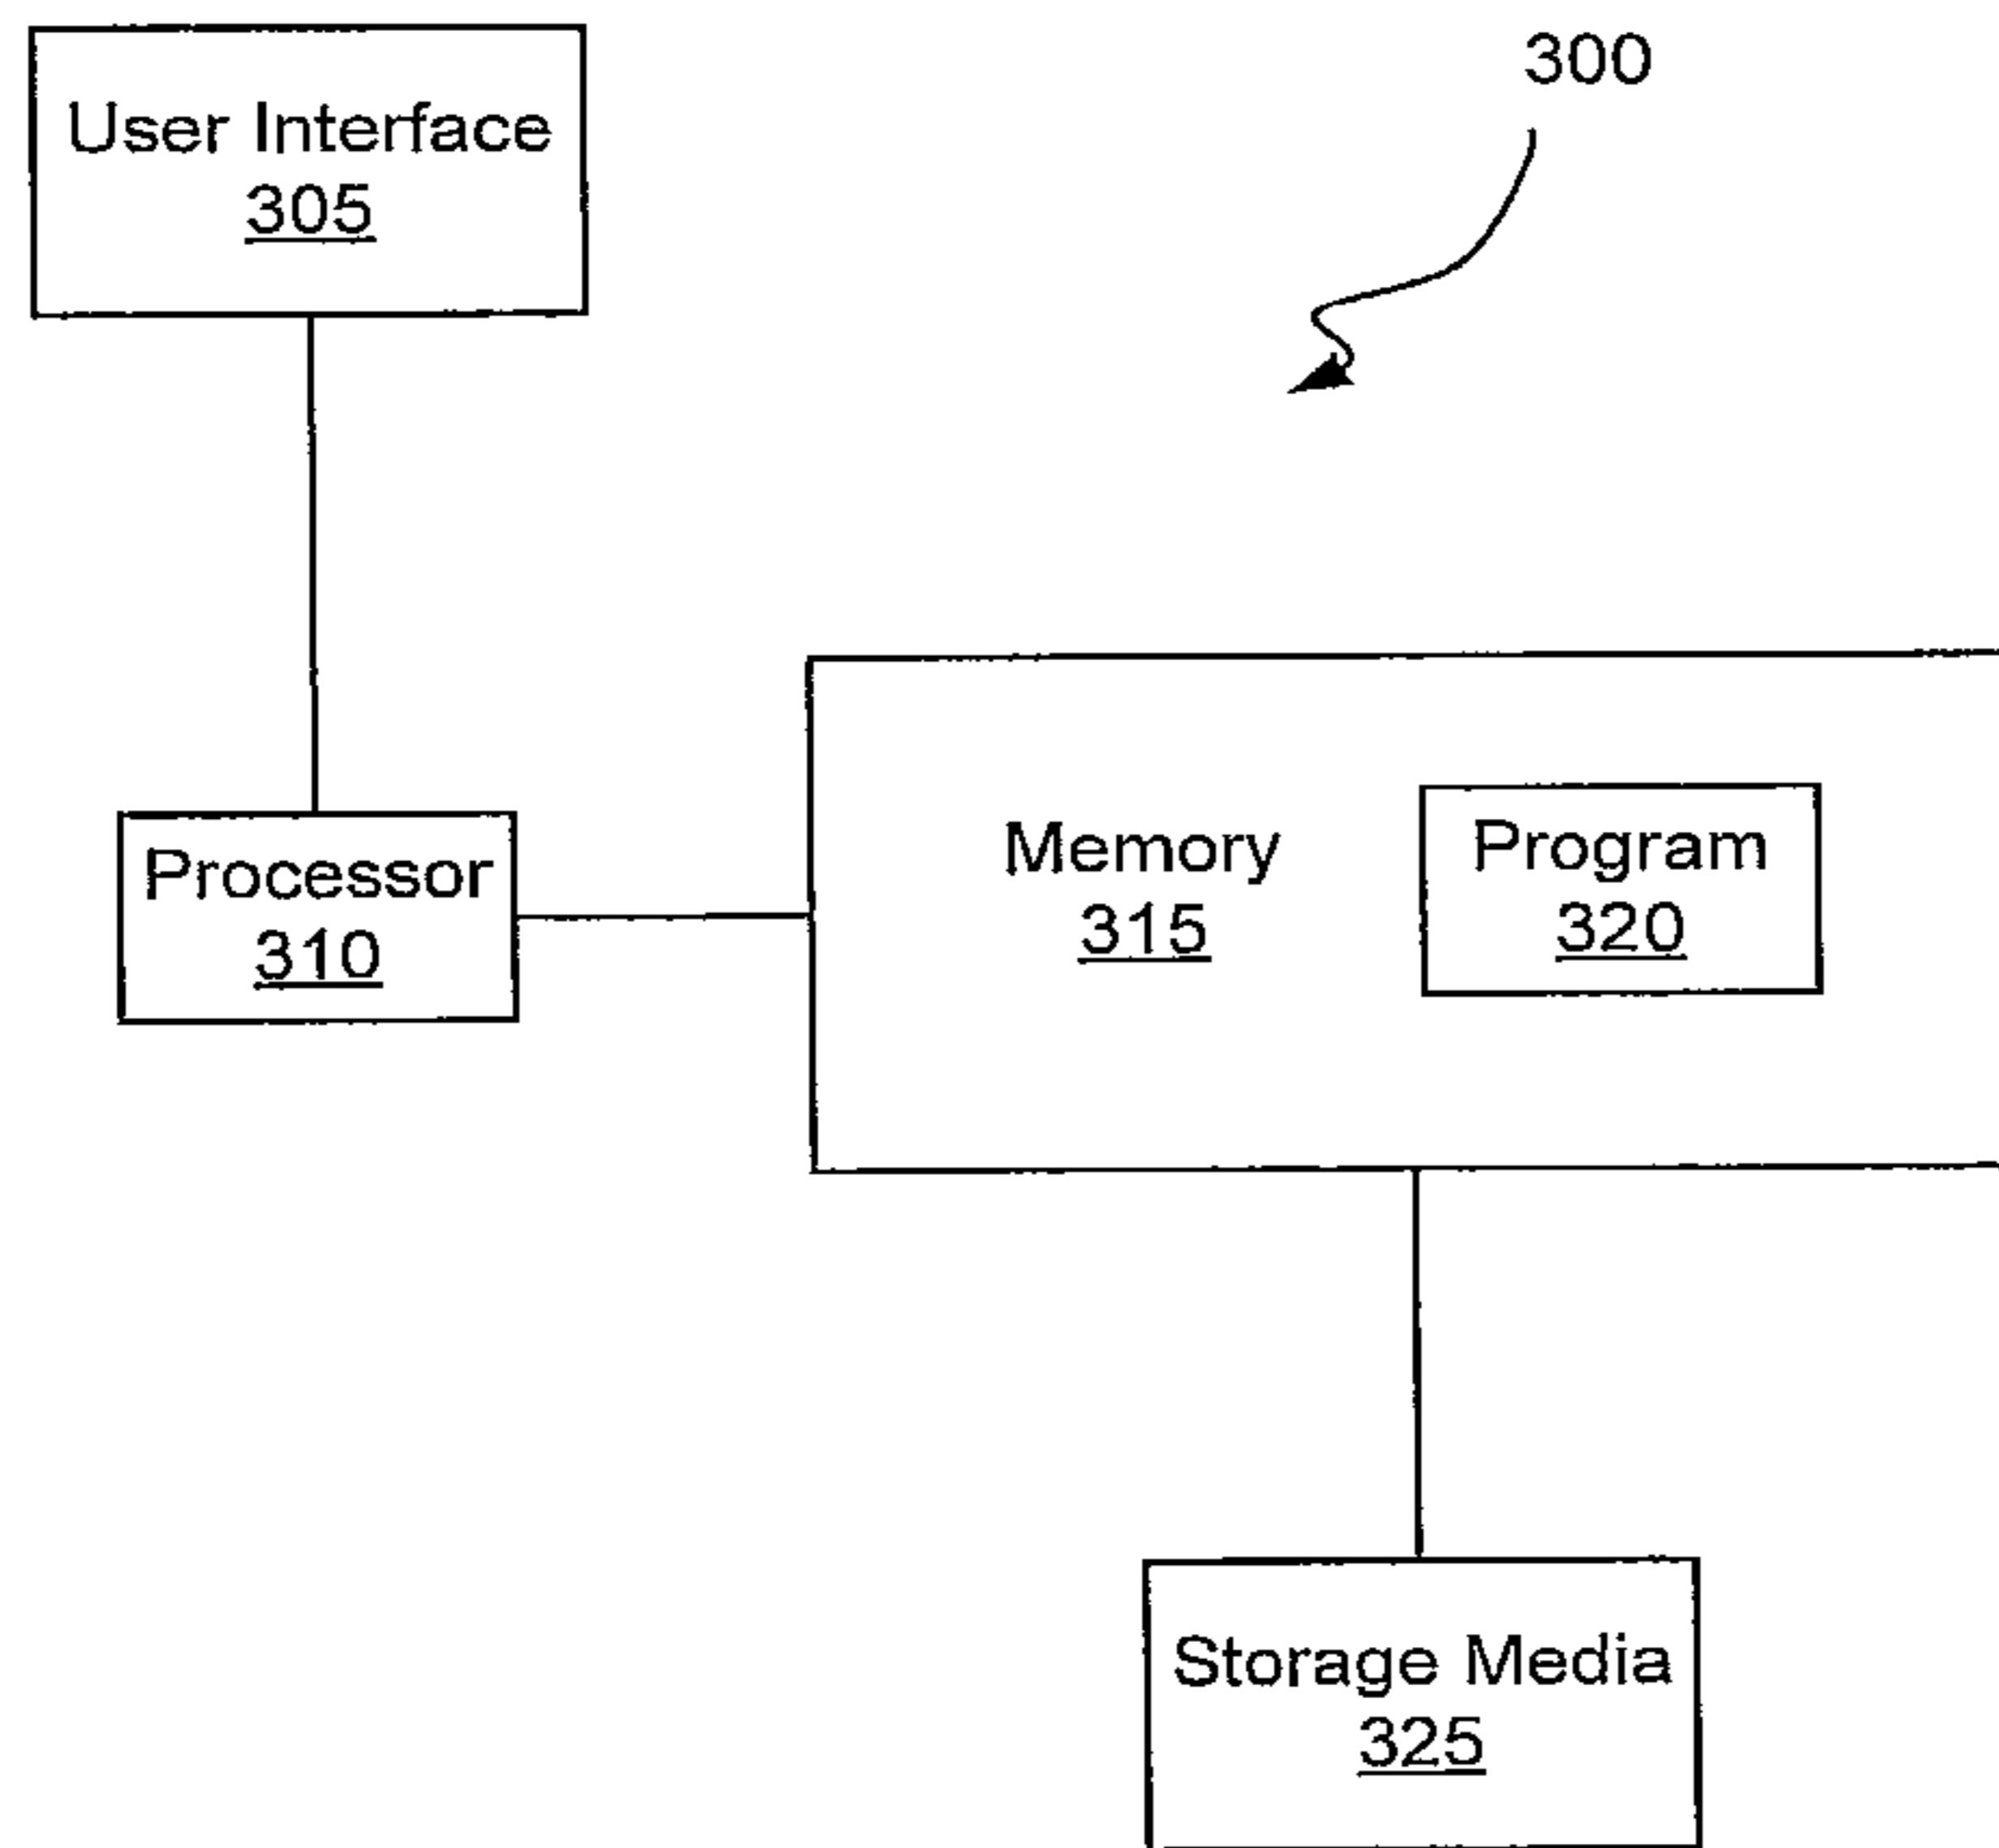 User Interface
305
300
Processor
310
Memory
315
Program
320
Storage Media
325